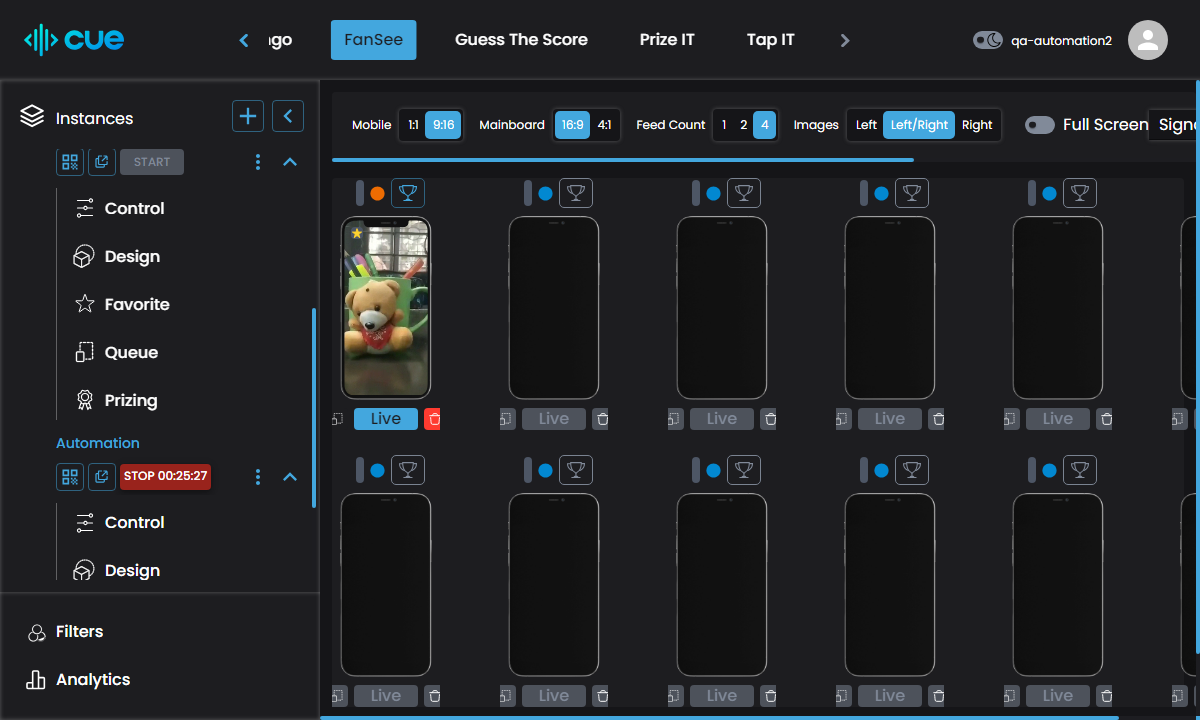 cue
ngo
FanSee
Guess The Score
Prize IT
Tap IT
qa-automation2
Instances
START
Control
Design
Favorite
Queue
Prizing
Automation
STOP 00:25:27
Control
Design
Filters
Analytics
Mobile 1:1 9:16 Mainboard 16:9 4:1 Feed Count 1 2 4 Images Left Left/Right Right Full Screen
Live Live Live Live Live
Live Live Live Live Live